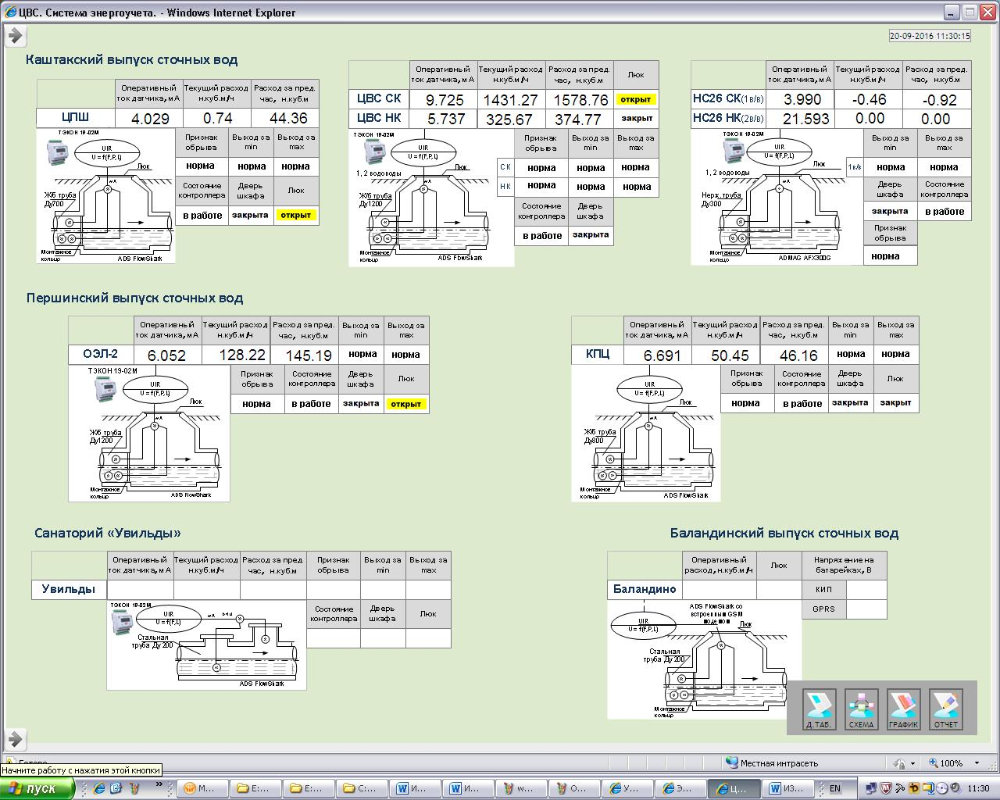 ЦВС. Система энергоучета. - Windows Internet Explorer
20-09-2016 11:30:15
Каштакский выпуск сточных вод
Оперативный ток датчика, мА
Текущий расход н.куб.м/ч
Расход за пред. час, н.куб.м
ЦПШ 4.029 0.74 44.36
ТЭКОН 19-02М
UIR
U = f(F,P,L)
Люк
Ж/б труба
Ду700
Монтажное кольцо
ADS FlowShark
Признак обрыва
Выход за min
Выход за max
норма норма норма
Состояние контроллера
Дверь шкафа
Люк
в работе закрыта открыт
Оперативный ток датчика, мА
Текущий расход н.куб.м/ч
Расход за пред. час, н.куб.м
Люк
ЦВС СК 9.725 1431.27 1578.76 открыт
ЦВС НК 5.737 325.67 374.77 закрыт
ТЭКОН 19-02М
UIR
U = f(F,P,L)
1, 2 водоводы
Люк
Ж/б труба
Ду1200
Монтажное кольцо
ADS FlowShark
Признак обрыва
Выход за min
Выход за max
СК норма норма норма
НК норма норма норма
Состояние контроллера
Дверь шкафа
в работе закрыта
Оперативный ток датчика, мА
Текущий расход н.куб.м/ч
Расход за пред. час, н.куб.м
НС26 СК(1в/в) 3.990 -0.46 -0.92
НС26 НК(2в/в) 21.593 0.00 0.00
ТЭКОН 19-02М
UIR
U = f(F,P,L)
1, 2 водоводы
Люк
Нерж. труба
Ду300
Монтажное кольцо
ADMAG AFX300G
Выход за min
Выход за max
1в/в норма норма
Дверь шкафа
Состояние контроллера
закрыта в работе
Признак обрыва
норма
Першинский выпуск сточных вод
Оперативный ток датчика, мА
Текущий расход н.куб.м/ч
Расход за пред. час, н.куб.м
Выход за min
Выход за max
ОЭЛ-2 6.052 128.22 145.19 норма норма
ТЭКОН 19-02М
UIR
U = f(F,P,L)
Люк
Ж/б труба
Ду1200
Монтажное кольцо
ADS FlowShark
Признак обрыва
Состояние контроллера
Дверь шкафа
Люк
норма в работе закрыта открыт
Оперативный ток датчика, мА
Текущий расход н.куб.м/ч
Расход за пред. час, н.куб.м
Выход за min
Выход за max
КПЦ 6.691 50.45 46.16 норма норма
UIR
U = f(F,P,L)
Люк
Ж/б труба
Ду800
Монтажное кольцо
ADS FlowShark
Признак обрыва
Состояние контроллера
Дверь шкафа
Люк
норма в работе закрыта закрыт
Санаторий «Увильды»
Оперативный ток датчика, мА
Текущий расход н.куб.м/ч
Расход за пред. час, н.куб.м
Признак обрыва
Выход за min
Выход за max
Увильды
ТЭКОН 19-02М
UIR
U = f(F,L)
Стальная
труба Ду 200
ADS FlowShark
Состояние контроллера
Дверь шкафа
Люк
Баландинский выпуск сточных вод
Оперативный расход, н.куб.м/ч
Люк
Напряжение на батарейках, В
Баландино
КИП
GPRS
ADS FlowShark со встроенным GSM модемом
UIR
U = f(F,P,L)
Люк
Стальная
труба Ду 200
Монтажное кольцо
Д.ТАБ. СХЕМА ГРАФИК ОТЧЕТ
Готово
Местная интрасеть
100%
Начните работу с нажатия этой кнопки
пуск
М...
E:...
E:...
C:...
И...
И...
w...
О...
У...
Э...
Ц...
ИЗ...
EN
11:30